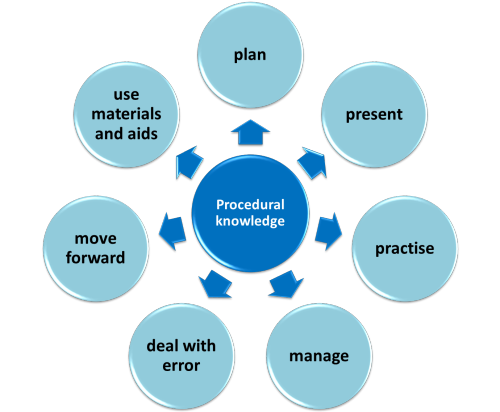 plan
present
practise
manage
deal with
error
move
forward
use
materials
and aids
Procedural
knowledge